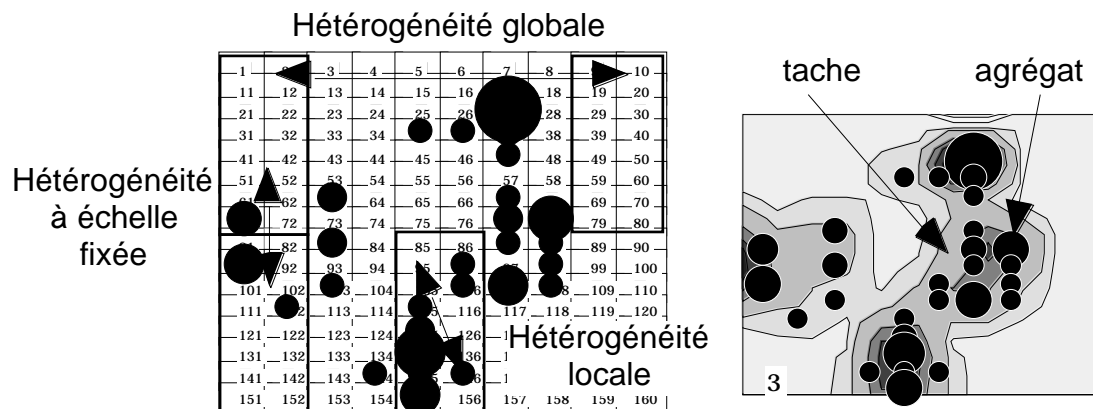 Hétérogénéité globale
tache
agrégat
1 3 4 5 6 7 8 10
11 12 13 14 15 16 18 19 20
21 22 23 24 25 26 28 29 30
31 32 33 34 38 39 40
41 42 43 44 45 46 48 49 50
Hétérogénéité
à échelle
fixée
51 52 53 54 55 56 57 58 59 60
64 65 66 69 70
72 73 74 75 76 79 80
82 84 85 86 89 90
92 93 94 99 100
101 102 104 109 110
111 113 114 116 117 118 119 120
121 122 123 124 126
131 132 133 134 136
141 142 143
151 152 153 154 156 157 158 159 160
Hétérogénéité
locale
3